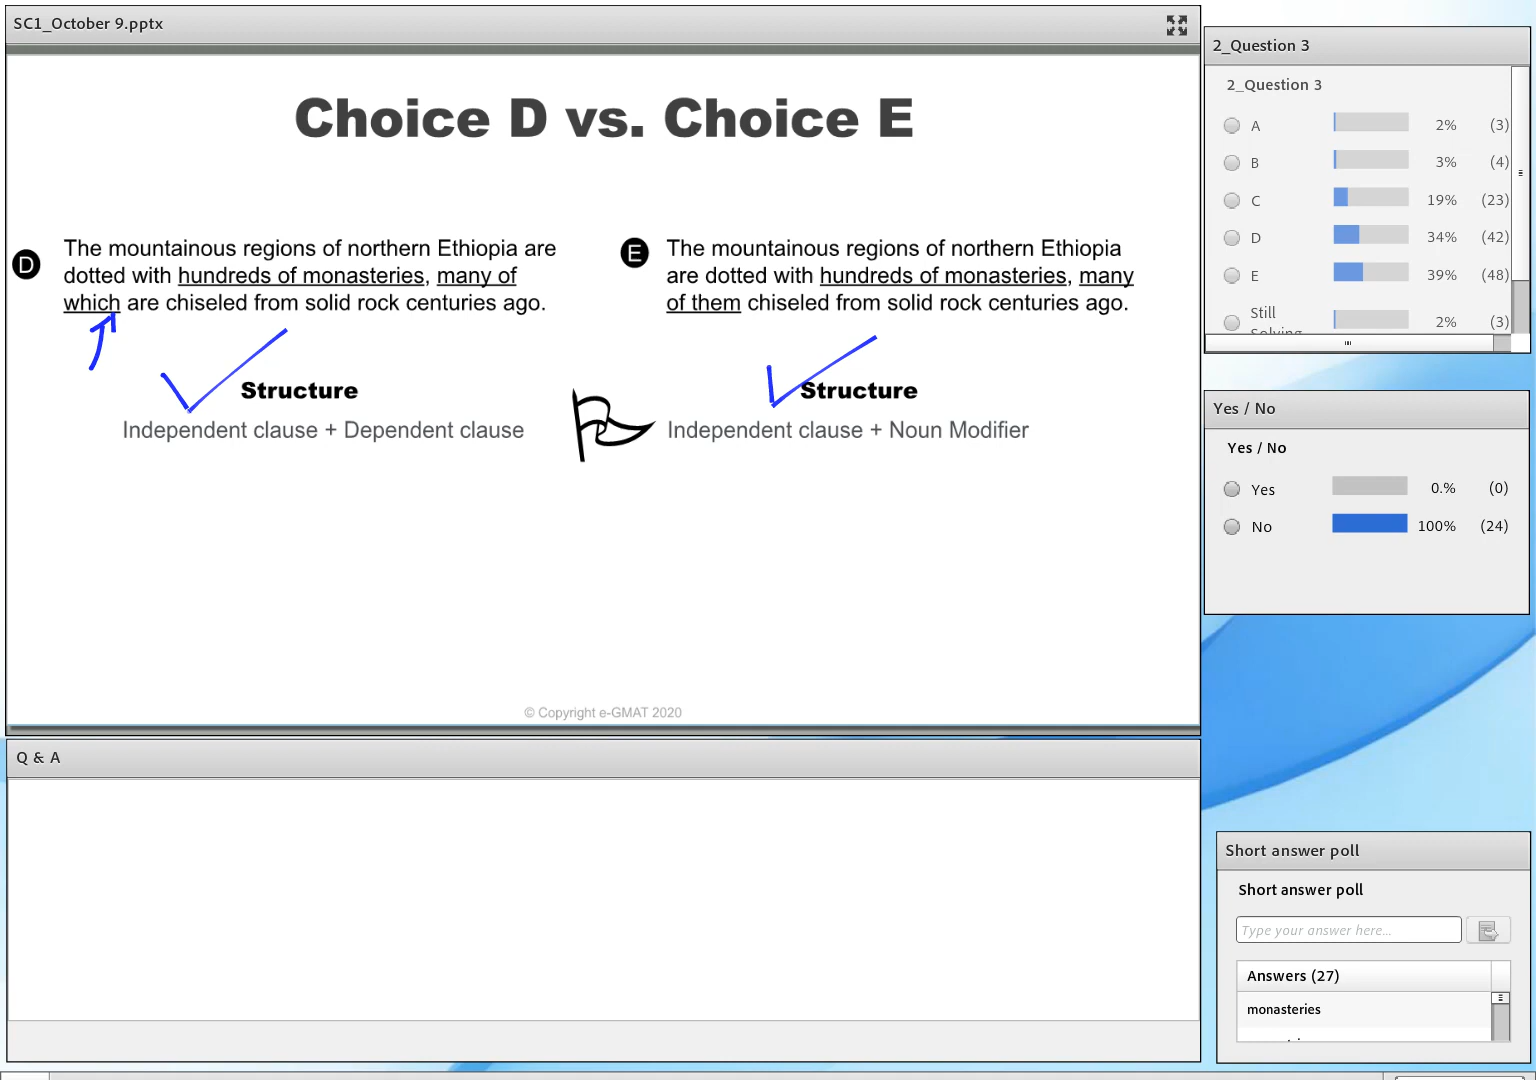 SC1_October 9.pptx
Choice D vs. Choice E
D
The mountainous regions of northern Ethiopia are
dotted with hundreds of monasteries, many of
which are chiseled from solid rock centuries ago.
Structure
Independent clause + Dependent clause
E
The mountainous regions of northern Ethiopia
are dotted with hundreds of monasteries, many
of them chiseled from solid rock centuries ago.
Structure
Independent clause + Noun Modifier
© Copyright e-GMAT 2020
Q & A
2_Question 3
2_Question 3
A 2% (3)
B 3% (4)
C 19% (23)
D 34% (42)
E 39% (48)
Still
Solving 2% (3)
Yes / No
Yes / No
Yes 0.% (0)
No 100% (24)
Short answer poll
Short answer poll
Type your answer here...
Answers (27)
monasteries